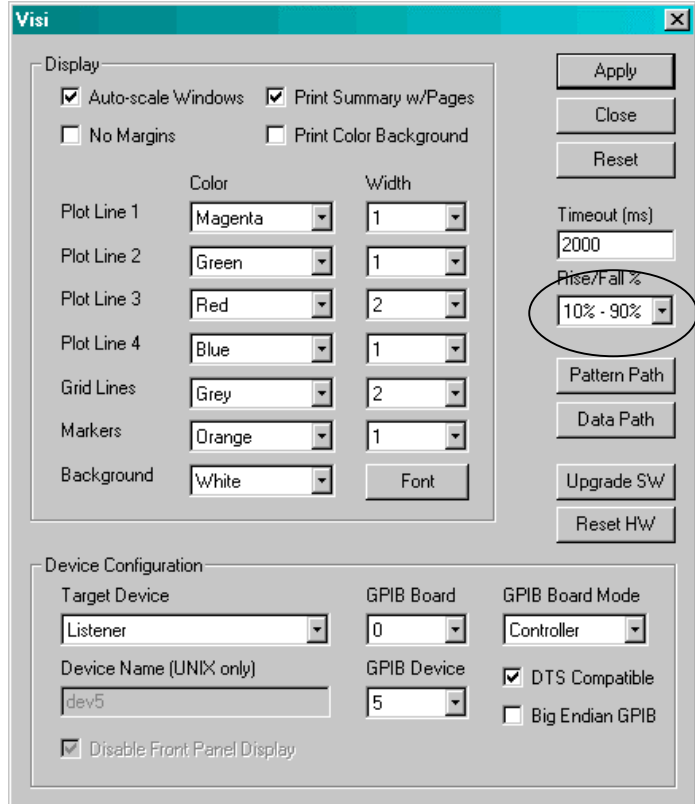 Visi
Display
Auto-scale Windows
Print Summary w/Pages
No Margins
Print Color Background
Color
Width
Plot Line 1
Magenta
1
Plot Line 2
Green
1
Plot Line 3
Red
2
Plot Line 4
Blue
1
Grid Lines
Grey
2
Markers
Orange
1
Background
White
Font
Apply
Close
Reset
Timeout (ms)
2000
Rise/Fall %
10% - 90%
Pattern Path
Data Path
Upgrade SW
Reset HW
Device Configuration
Target Device
GPIB Board
GPIB Board Mode
Listener
0
Controller
Device Name (UNIX only)
GPIB Device
DTS Compatible
dev5
5
Big Endian GPIB
Disable Front Panel Display